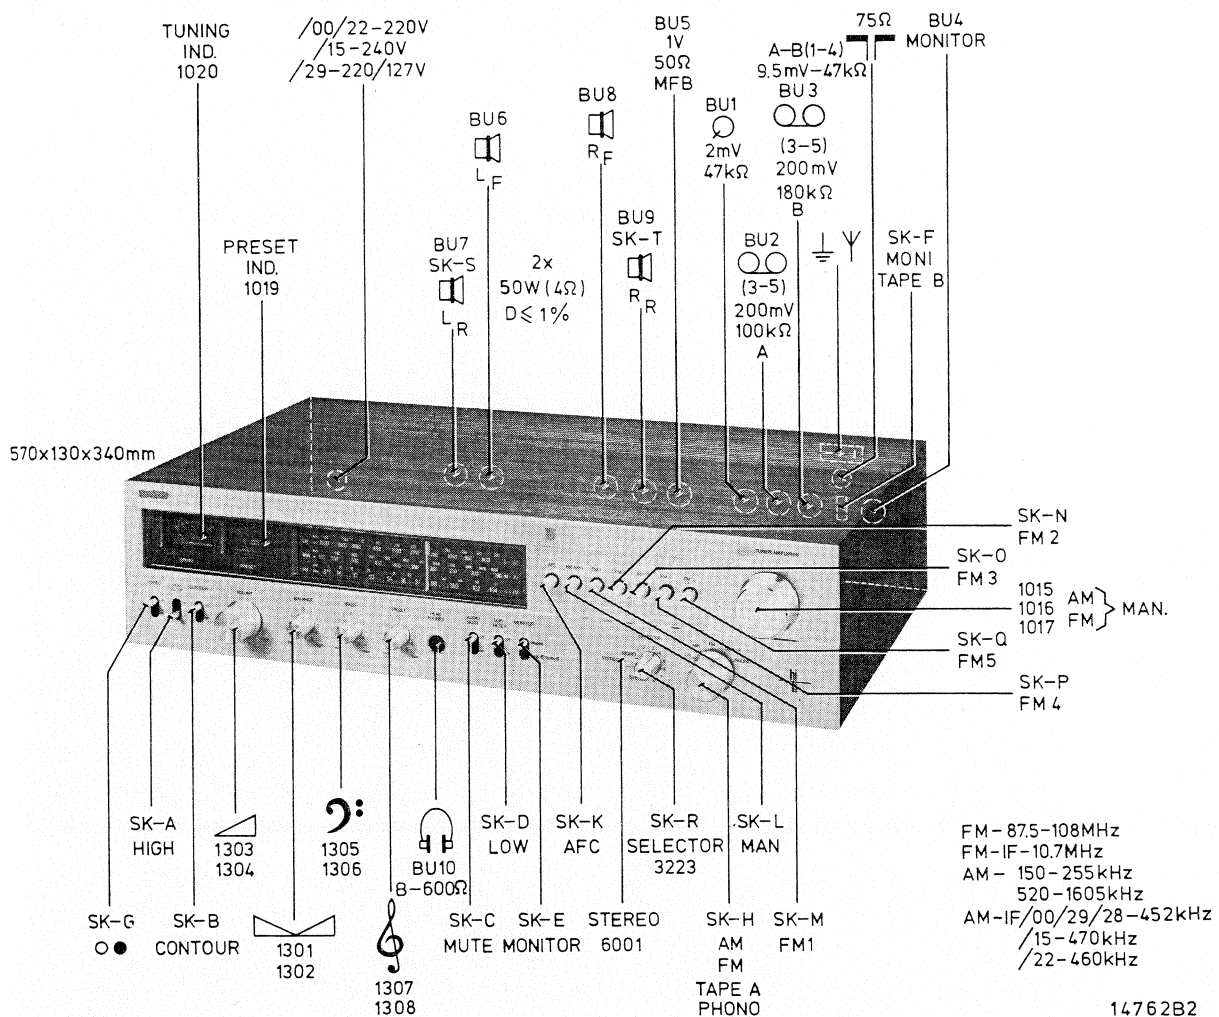 TUNING
IND.
1020
/00/22-220V
/15-240V
/29-220/127V
BU5
1V
50Ω
MFB
75Ω
BU4
MONITOR
A-B(1-4)
9.5mV-47kΩ
BU3
(3-5)
200mV
180kΩ
B
BU6
L F
BU8
R F
BU1
2mV
47kΩ
PRESET
IND.
1019
BU7
SK-S
L R
2x
50W(4Ω)
D≤1%
BU9
SK-T
R R
BU2
(3-5)
200mV
100kΩ
A
SK-F
MONI
TAPE B
570x130x340mm
SK-N
FM2
SK-O
FM3
1015
1016 AM
1017 FM
MAN.
SK-Q
FM5
SK-P
FM4
SK-A
HIGH
1303
1304
1305
1306
BU10
8-600Ω
SK-D
LOW
SK-K
AFC
SK-R
SELECTOR
3223
SK-L
MAN
SK-G
SK-B
CONTOUR
1301
1302
1307
1308
SK-C
MUTE
SK-E
MONITOR
STEREO
6001
SK-H
AM
FM
TAPE A
PHONO
SK-M
FM1
FM-87.5-108MHz
FM-IF-10.7MHz
AM- 150-255kHz
520-1605kHz
AM-IF/00/29/28-452kHz
/15-470kHz
/22-460kHz
14762B2